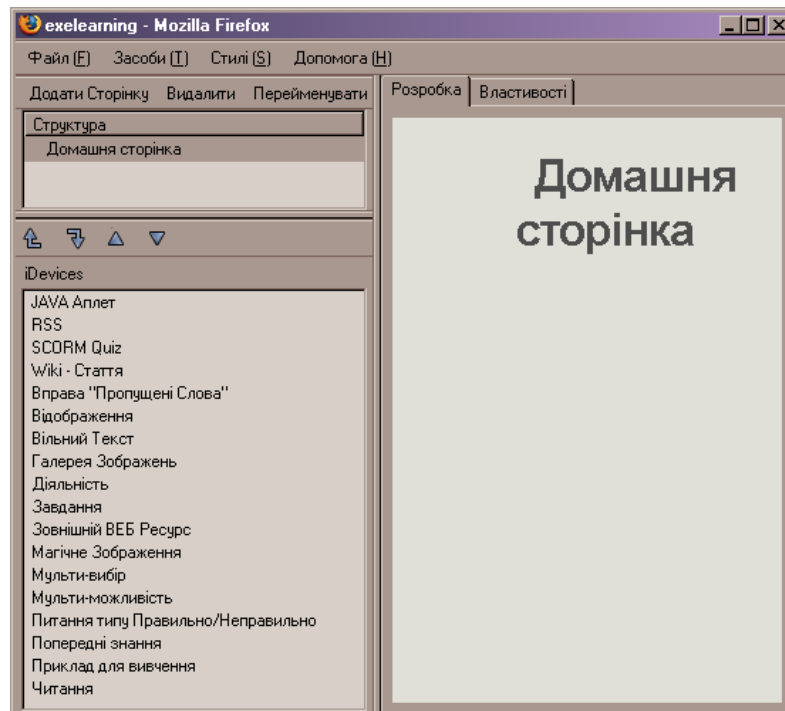 exelearning - Mozilla Firefox
Файл (F) Засоби (T) Стилі (S) Допомога (H)
Додати Сторінку Видалити Перейменувати
Структура
Домашня сторінка
iDevices
JAVA Аплет
RSS
SCORM Quiz
Wiki - Стаття
Вправа "Пропущені Слова"
Відображення
Вільний Текст
Галерея Зображень
Діяльність
Завдання
Зовнішній ВЕБ Ресурс
Магічне Зображення
Мульти-вибір
Мульти-можливість
Питання типу Правильно/Неправильно
Попередні знання
Приклад для вивчення
Читання
Розробка Властивості
Домашня
сторінка